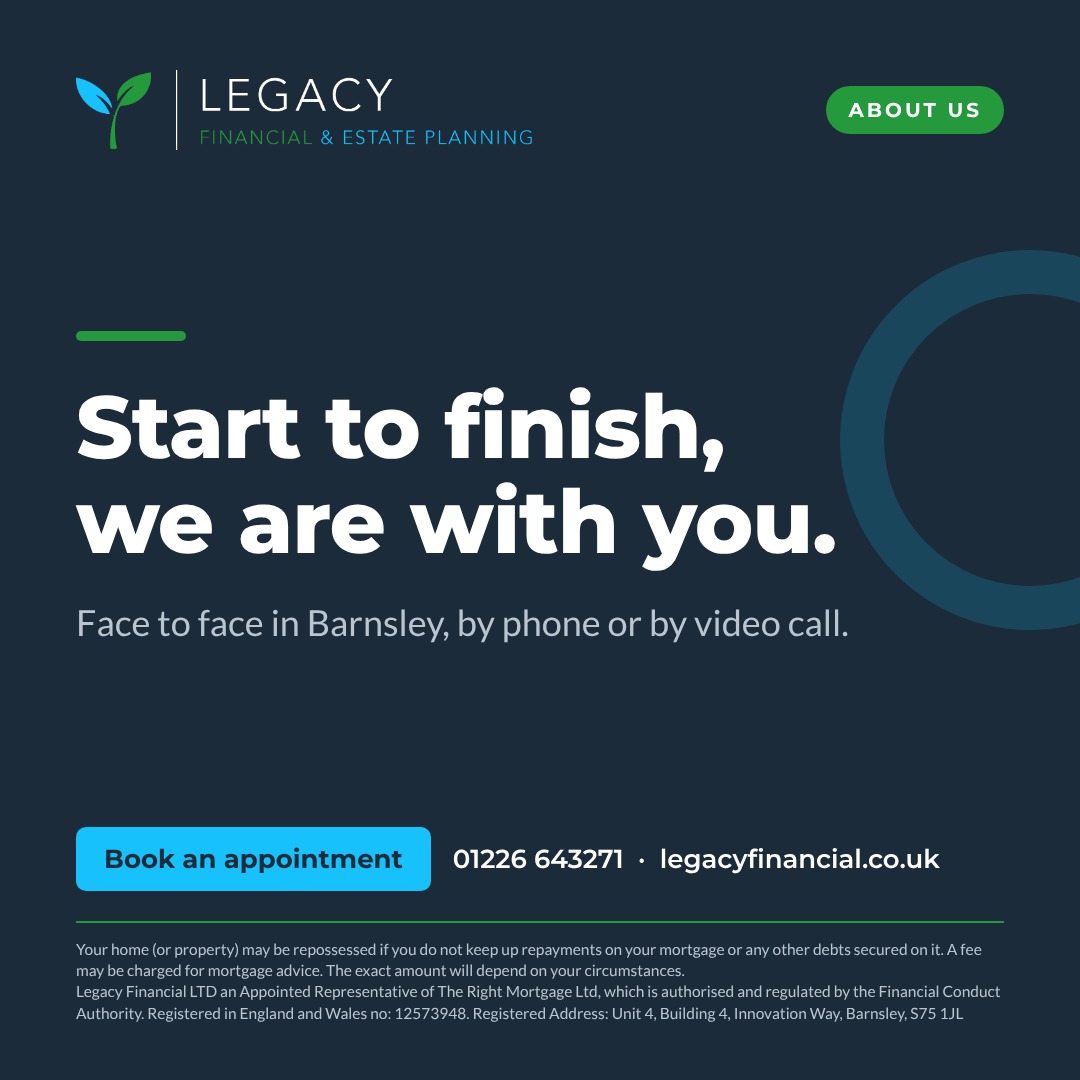 LEGACY
FINANCIAL & ESTATE PLANNING
ABOUT US
Start to finish,
we are with you.
Face to face in Barnsley, by phone or by video call.
Book an appointment
01226 643271 · legacyfinancial.co.uk
Your home (or property) may be repossessed if you do not keep up repayments on your mortgage or any other debts secured on it. A fee
may be charged for mortgage advice. The exact amount will depend on your circumstances.
Legacy Financial LTD an Appointed Representative of The Right Mortgage Ltd, which is authorised and regulated by the Financial Conduct
Authority. Registered in England and Wales no: 12573948. Registered Address: Unit 4, Building 4, Innovation Way, Barnsley, S75 1JL